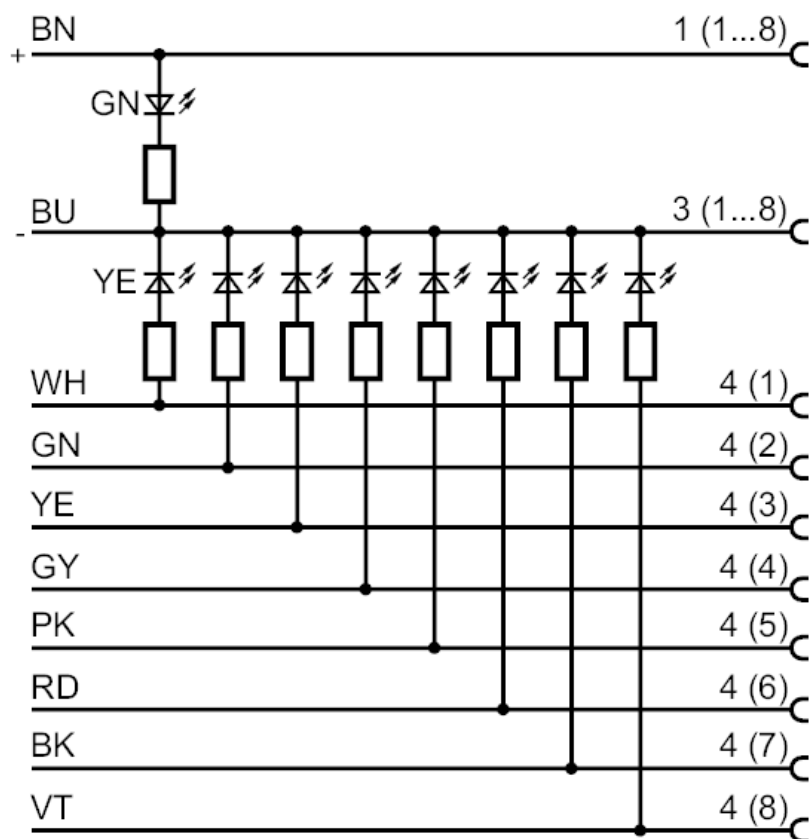 BN 1 (1...8)
+
GN
BU 3 (1...8)
-
YE
WH 4 (1)
GN 4 (2)
YE 4 (3)
GY 4 (4)
PK 4 (5)
RD 4 (6)
BK 4 (7)
VT 4 (8)